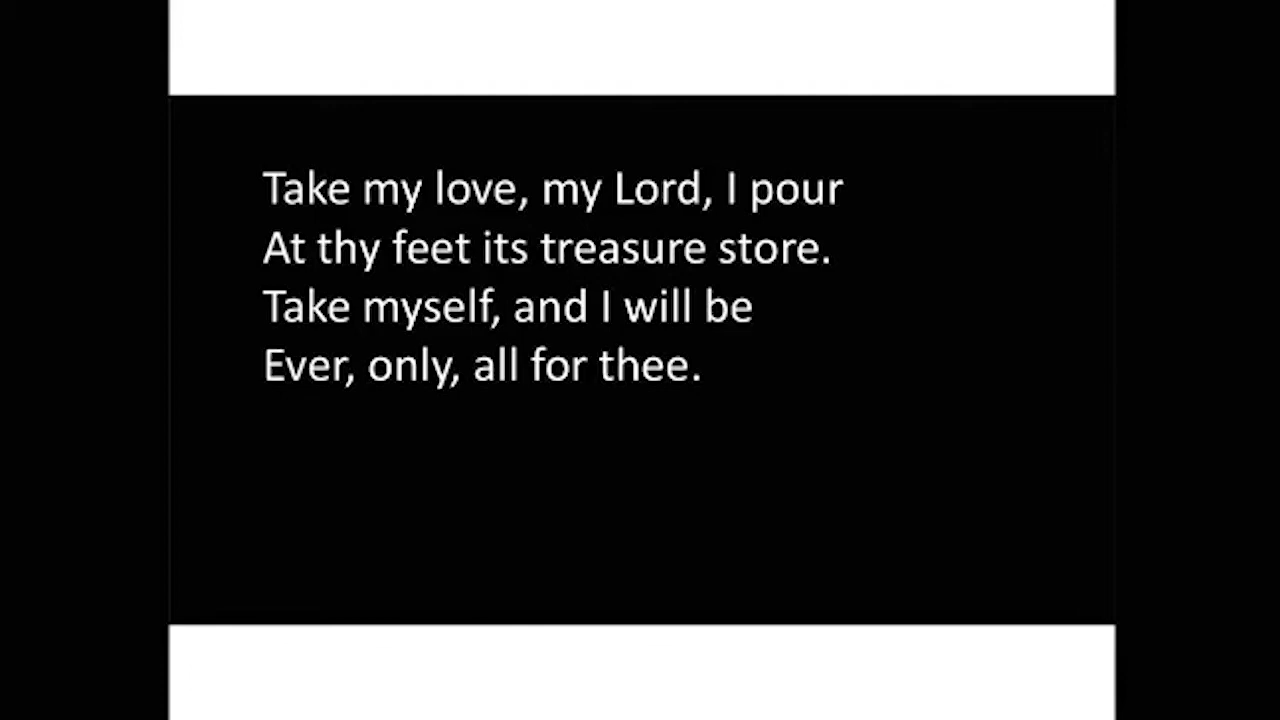 Take my love, my Lord, I pour
At thy feet its treasure store.
Take myself, and I will be
Ever, only, all for thee.